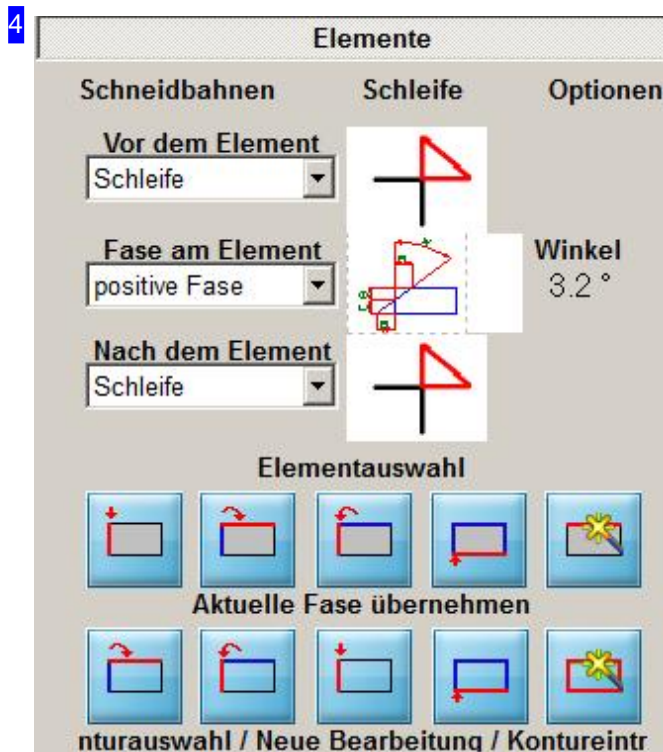 4
Elemente
Schneidbahnen Schleife Optionen
Vor dem Element
Schleife
Fase am Element
positive Fase
Winkel
3.2 °
Nach dem Element
Schleife
Elementauswahl
Aktuelle Fase übernehmen
nturauswahl / Neue Bearbeitung / Kontureintr